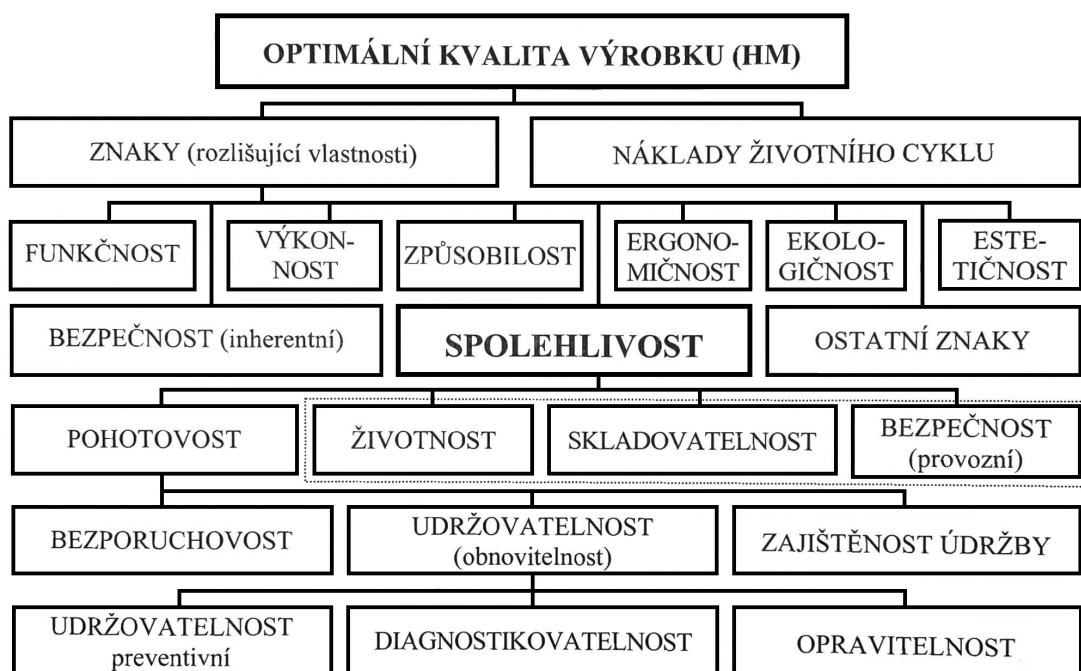 OPTIMÁLNÍ KVALITA VÝROBKU (HM)
ZNAKY (rozlišující vlastnosti)
NÁKLADY ŽIVOTNÍHO CYKLU
FUNKČNOST
VÝKON-
NOST
ZPŮSOBILOST
ERGONO-
MIČNOST
EKOLO-
GIČNOST
ESTE-
TIČNOST
BEZPEČNOST (inherentní)
SPOLEHLIVOST
OSTATNÍ ZNAKY
POHOTOVOST
ŽIVOTNOST
SKLADOVATELNOST
BEZPEČNOST
(provozní)
BEZPORUCHOVOST
UDRŽOVATELNOST
(obnovitelnost)
ZAJIŠTĚNOST ÚDRŽBY
UDRŽOVATELNOST
preventivní
DIAGNOSTIKOVATELNOST
OPRAVITELNOST